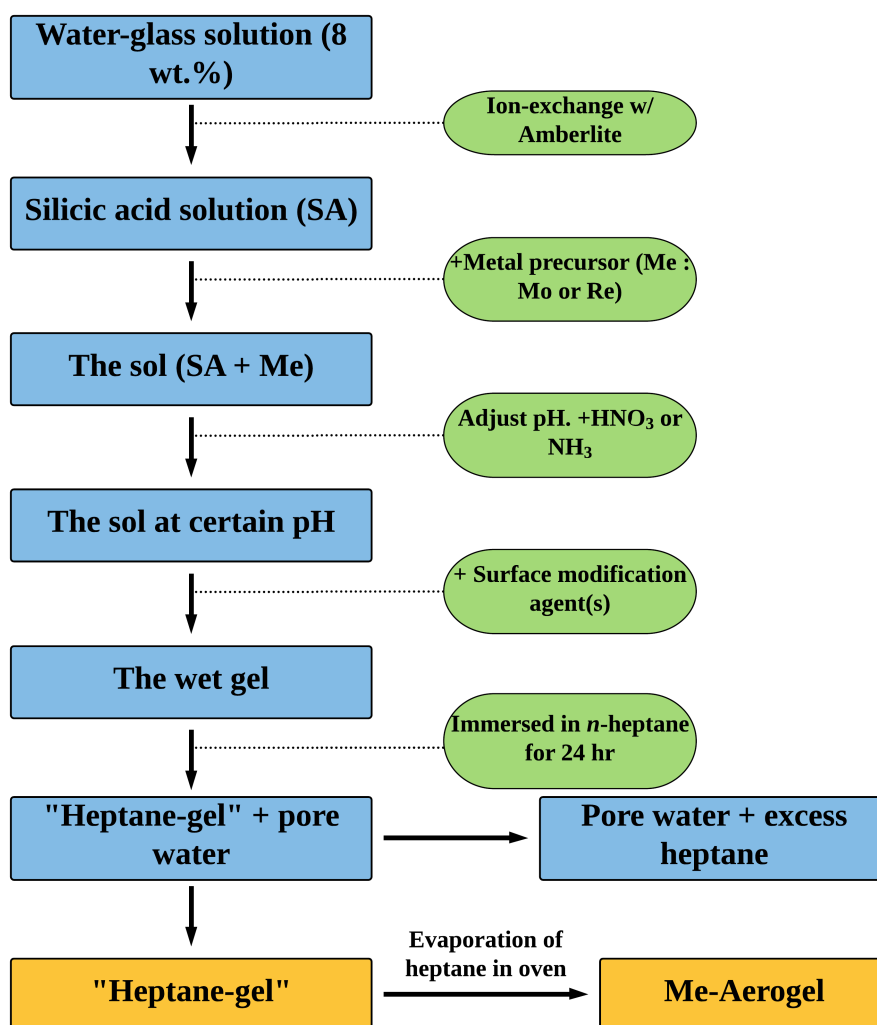 Water-glass solution (8
wt.%)
Ion-exchange w/
Amberlite
Silicic acid solution (SA)
+Metal precursor (Me :
Mo or Re)
The sol (SA + Me)
Adjust pH. +HNO₃ or
NH₃
The sol at certain pH
+ Surface modification
agent(s)
The wet gel
Immersed in n-heptane
for 24 hr
"Heptane-gel" + pore
water
Pore water + excess
heptane
Evaporation of
heptane in oven
"Heptane-gel"
Me-Aerogel